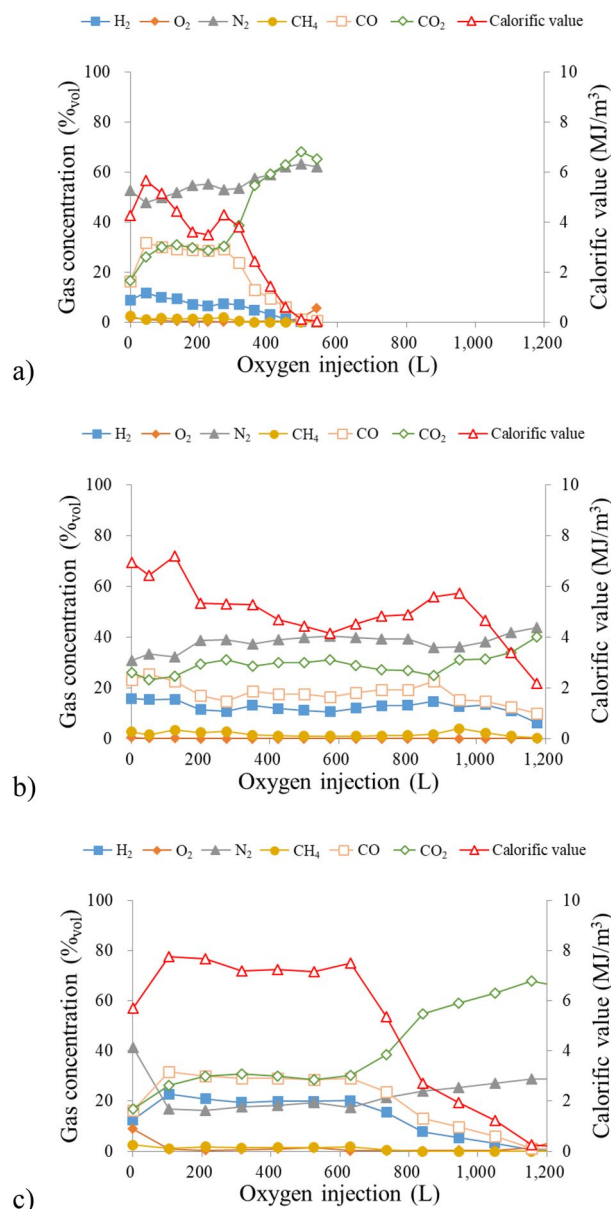 H₂ O₂ N₂ CH₄ CO CO₂ Calorific value
100 10
80 8
60 6
40 4
20 2
0 0
0 200 400 600 800 1,000 1,200
Gas concentration (%vol)
Calorific value (MJ/m³)
Oxygen injection (L)
a)
H₂ O₂ N₂ CH₄ CO CO₂ Calorific value
100 10
80 8
60 6
40 4
20 2
0 0
0 200 400 600 800 1,000 1,200
Gas concentration (%vol)
Calorific value (MJ/m³)
Oxygen injection (L)
b)
H₂ O₂ N₂ CH₄ CO CO₂ Calorific value
100 10
80 8
60 6
40 4
20 2
0 0
0 200 400 600 800 1,000 1,200
Gas concentration (%vol)
Calorific value (MJ/m³)
Oxygen injection (L)
c)